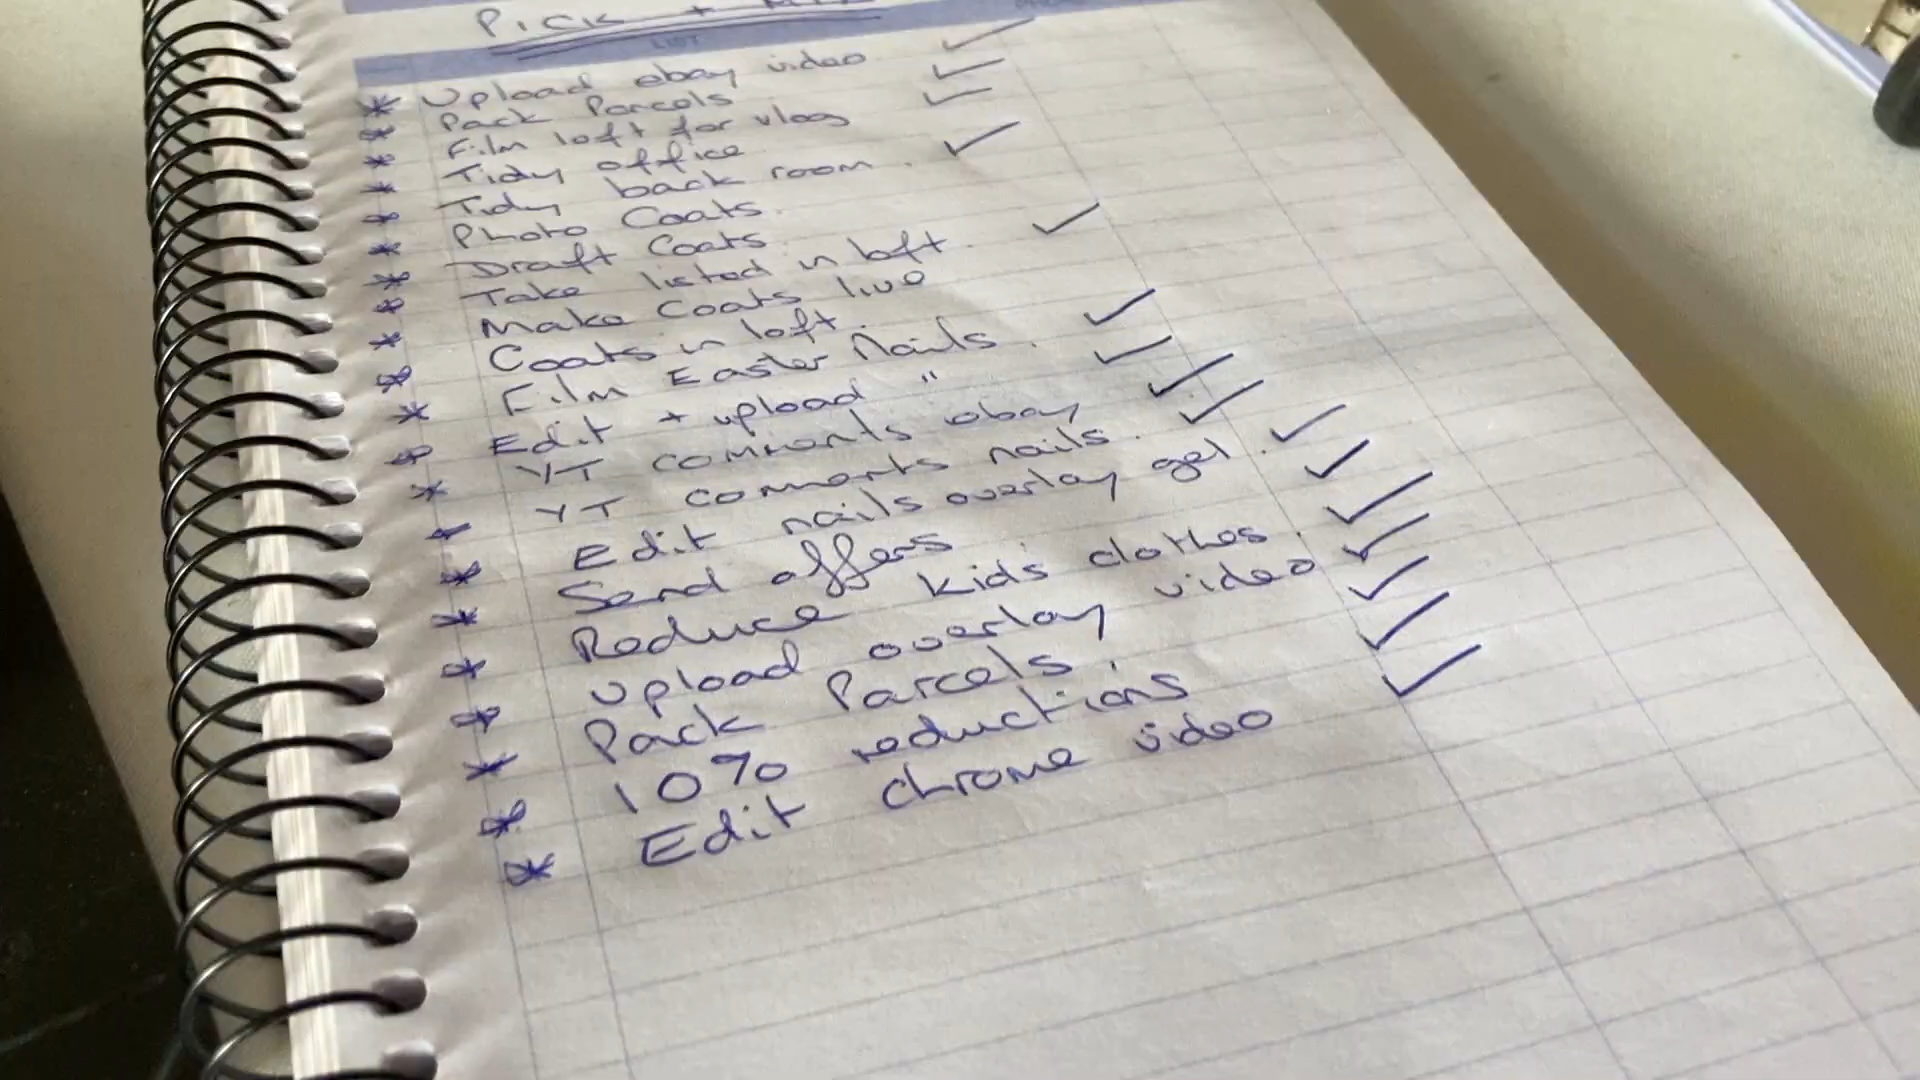 PICK + MIX
LIST
* Upload ebay video ✓
* Pack Parcels ✓
* Film loft for vlog ✓
* Tidy office
* Tidy back room. ✓
* Photo Coats.
* Draft Coats
* Take listed in loft. ✓
* Make Coats live
* Coats in loft.
* Film Easter Nails. ✓
* Edit + upload " ✓
* YT comments ebay ✓
* YT comments nails. ✓
* Edit nails overlay gel. ✓
* Send offers ✓
* Reduce kids clothes. ✓
* Upload overlay video ✓
* Pack Parcels. ✓
* 10% reductions ✓
* Edit chrome video ✓